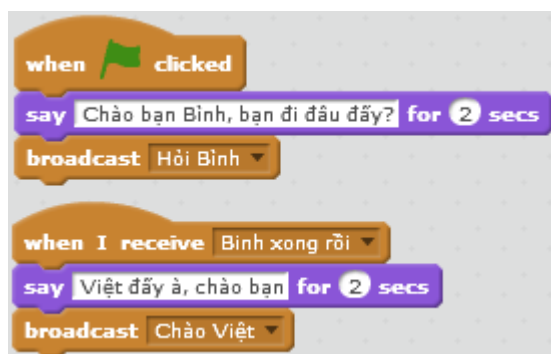 when clicked
say Chào bạn Bình, bạn đi đâu đấy? for 2 secs
broadcast Hỏi Bình
when I receive Bình xong rồi
say Việt đấy à, chào bạn for 2 secs
broadcast Chào Việt